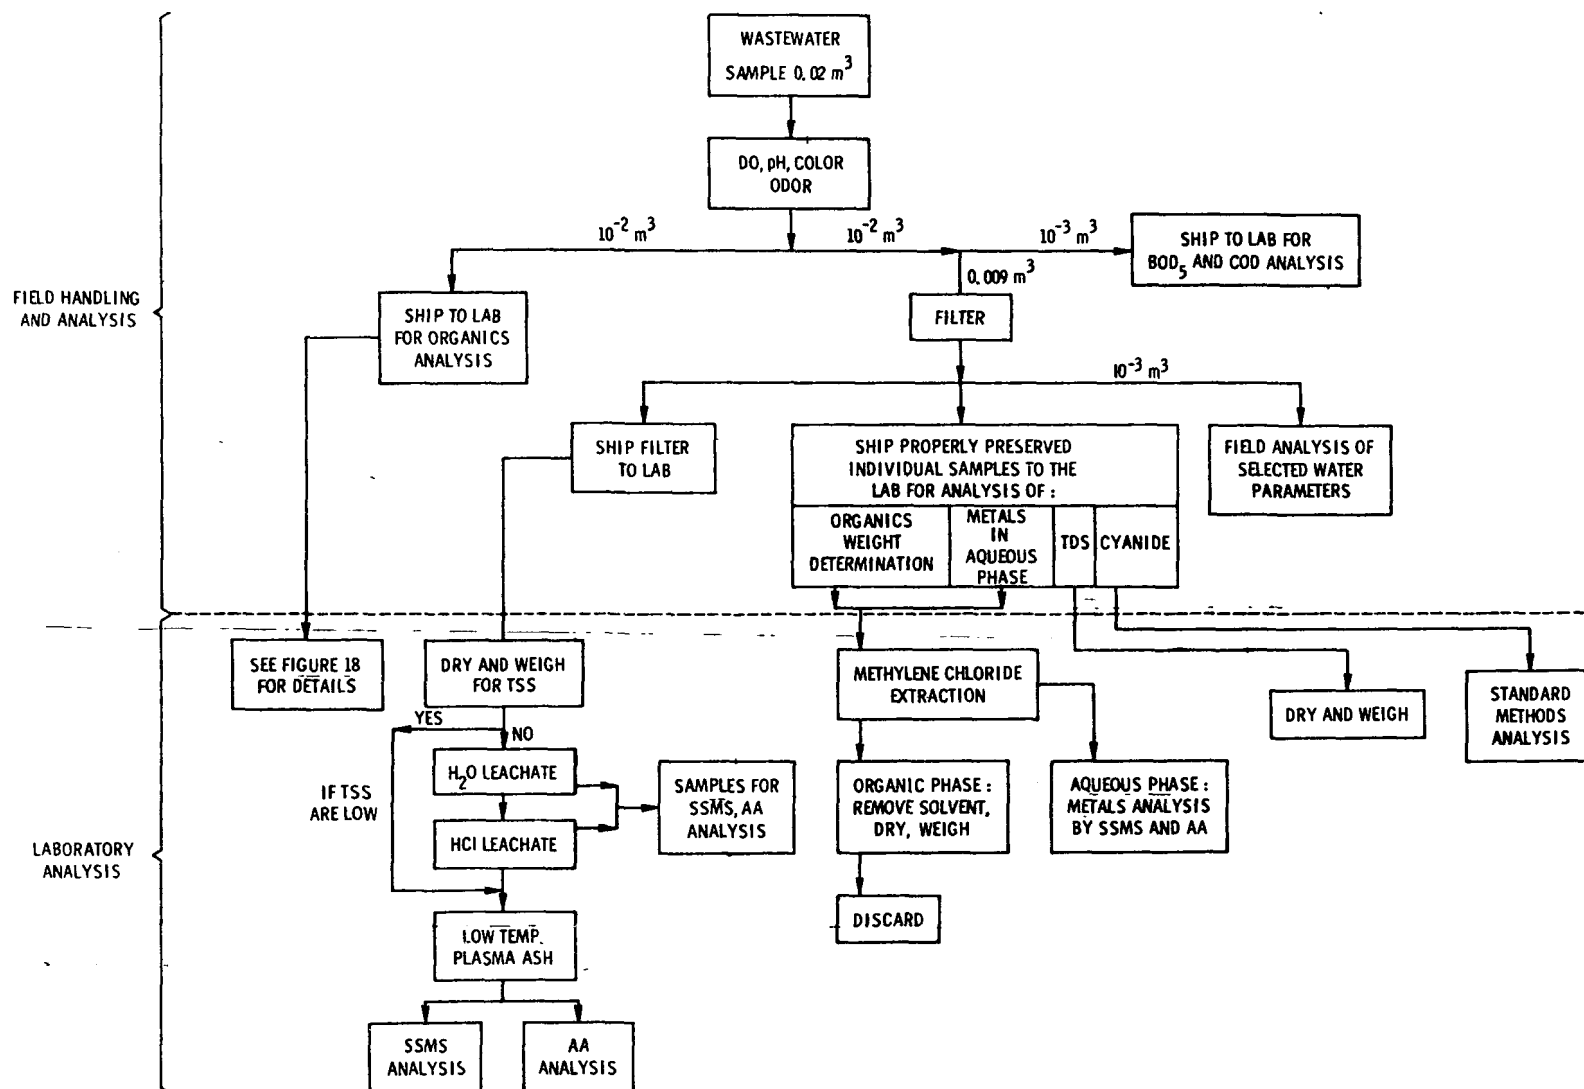 WASTEWATER
SAMPLE 0.02 m³
DO, pH, COLOR
ODOR
10⁻² m³
10⁻² m³
10⁻³ m³
SHIP TO LAB FOR
BOD₅ AND COD ANALYSIS
0.009 m³
FIELD HANDLING
AND ANALYSIS
SHIP TO LAB
FOR ORGANICS
ANALYSIS
FILTER
10⁻³ m³
SHIP FILTER
TO LAB
SHIP PROPERLY PRESERVED
INDIVIDUAL SAMPLES TO THE
LAB FOR ANALYSIS OF :
FIELD ANALYSIS OF
SELECTED WATER
PARAMETERS
ORGANICS
WEIGHT
DETERMINATION
METALS
IN
AQUEOUS
PHASE
TDS
CYANIDE
SEE FIGURE 18
FOR DETAILS
DRY AND WEIGH
FOR TSS
METHYLENE CHLORIDE
EXTRACTION
DRY AND WEIGH
STANDARD
METHODS
ANALYSIS
YES
NO
IF TSS
ARE LOW
H₂O LEACHATE
HCl LEACHATE
SAMPLES FOR
SSMS, AA
ANALYSIS
ORGANIC PHASE :
REMOVE SOLVENT,
DRY, WEIGH
AQUEOUS PHASE :
METALS ANALYSIS
BY SSMS AND AA
LABORATORY
ANALYSIS
DISCARD
LOW TEMP.
PLASMA ASH
SSMS
ANALYSIS
AA
ANALYSIS